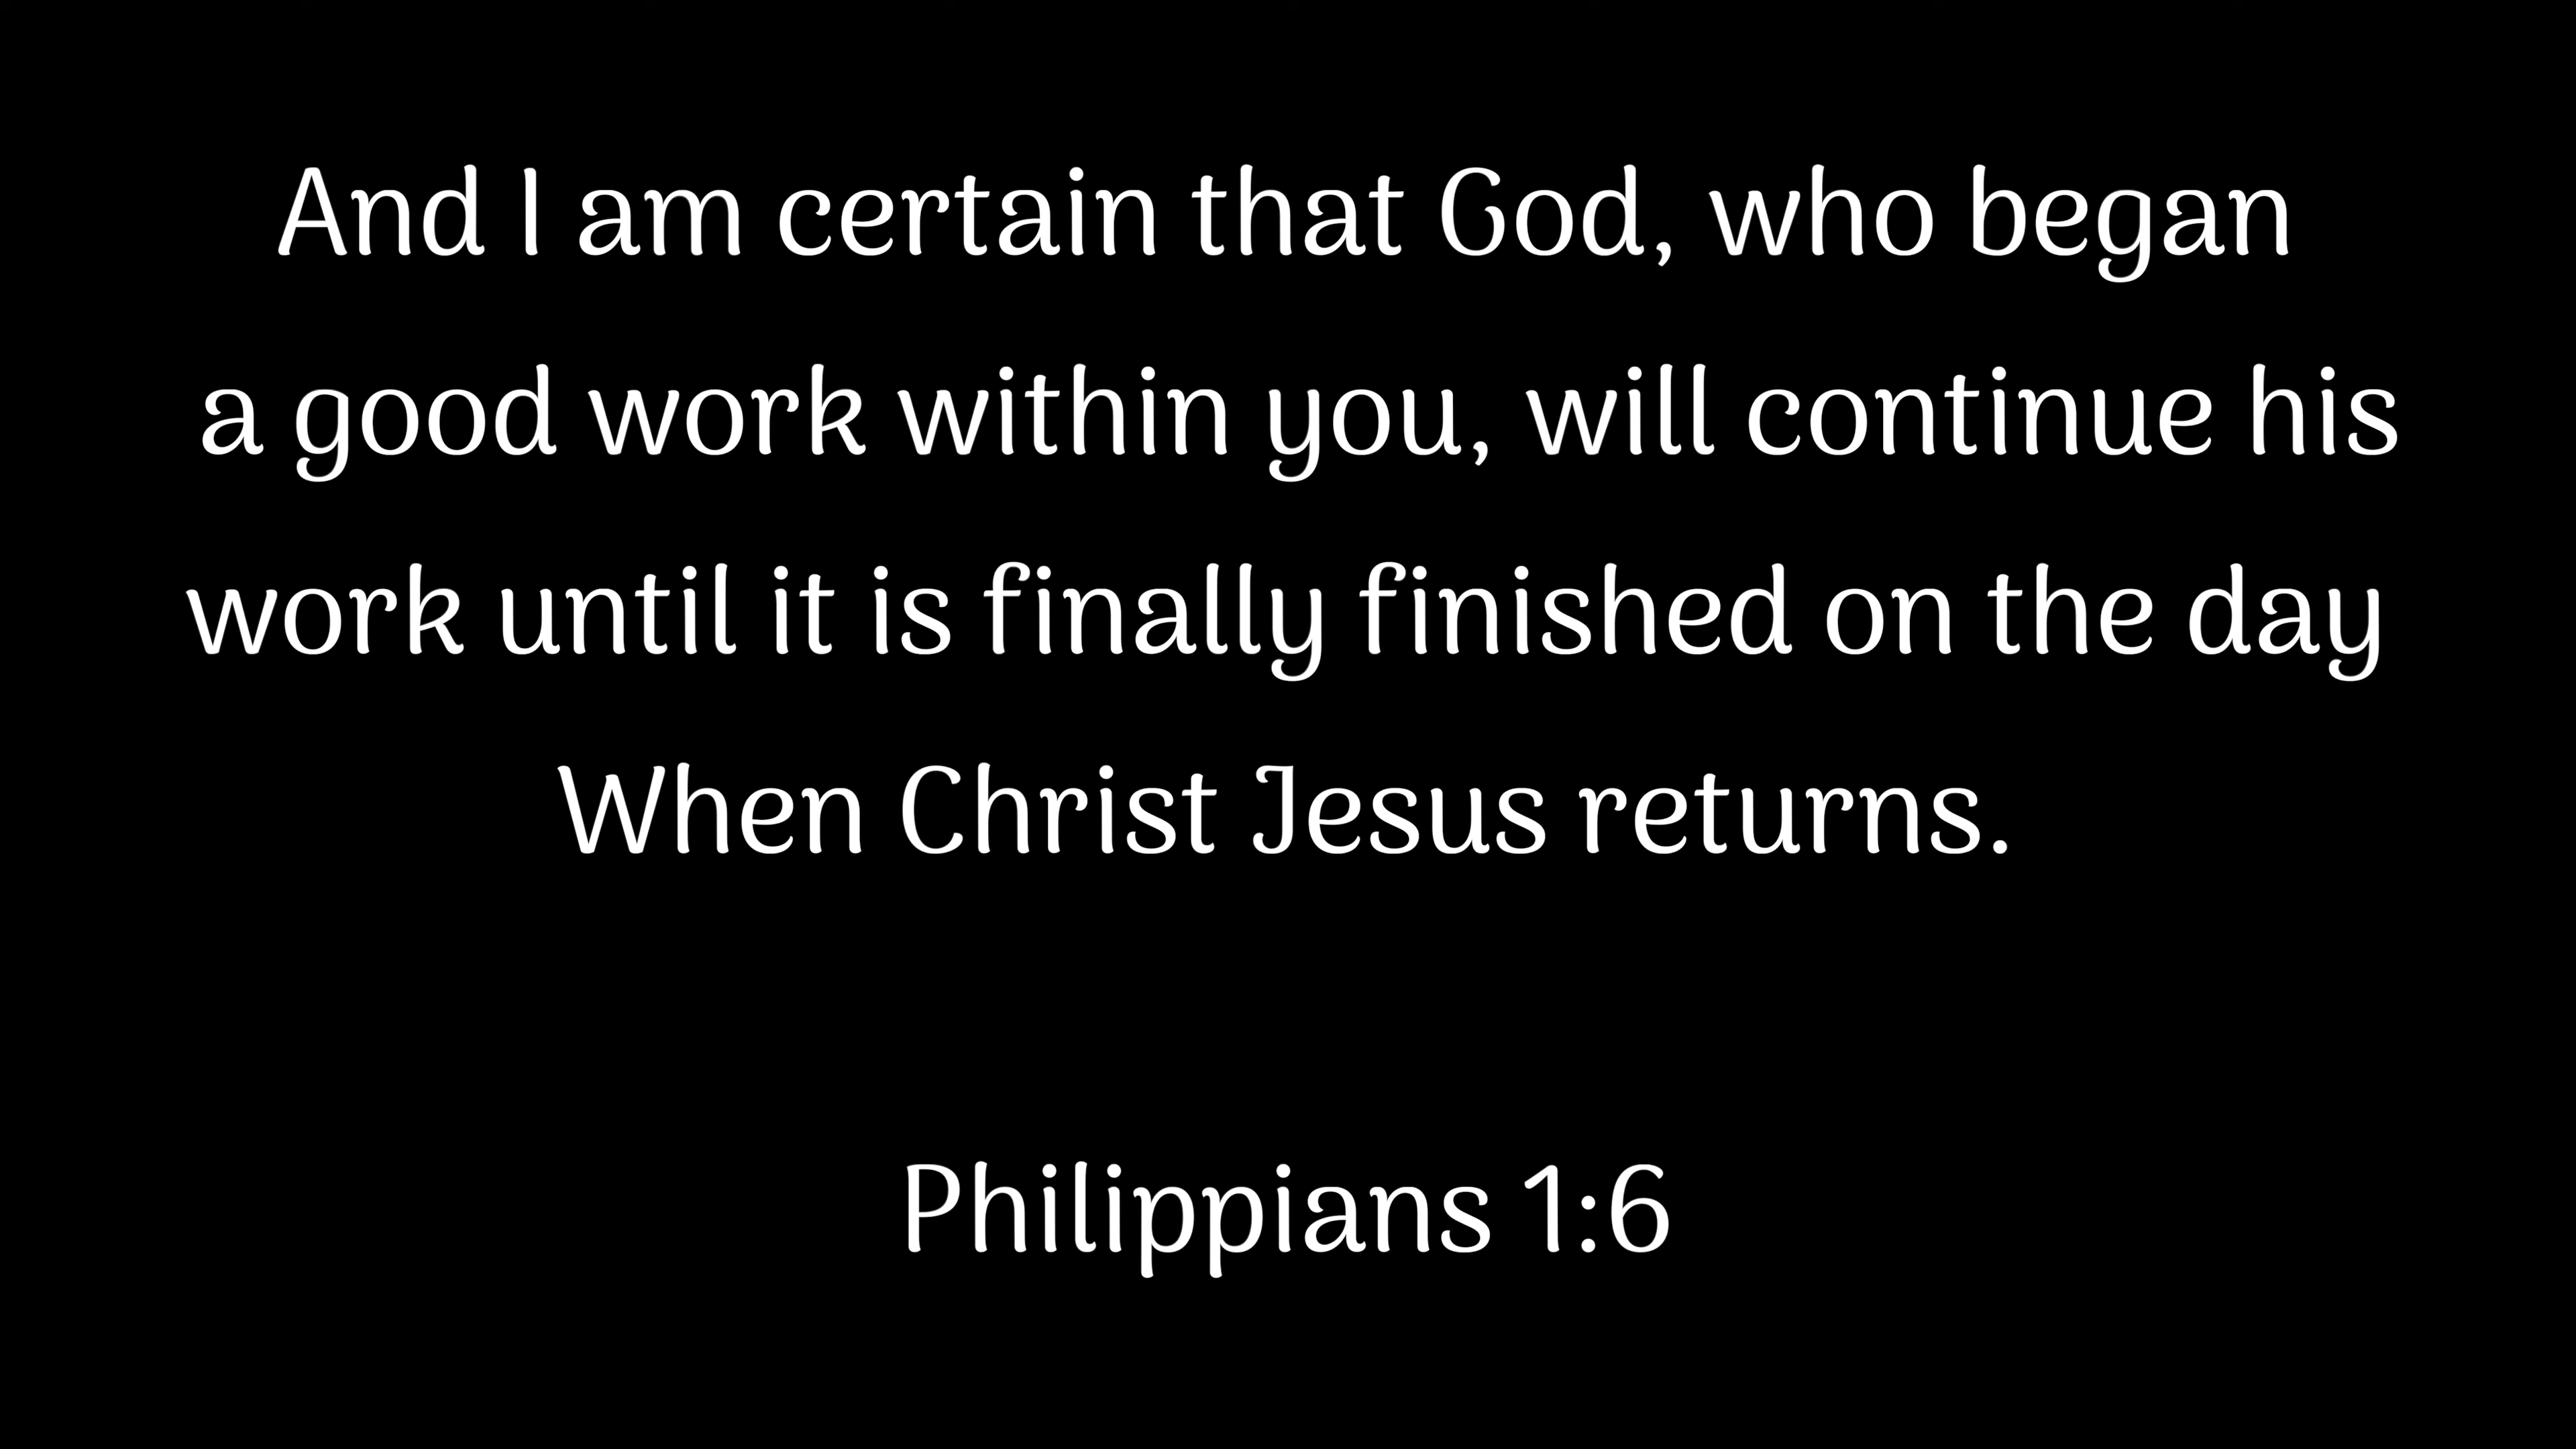 And I am certain that God, who began
a good work within you, will continue his
work until it is finally finished on the day
When Christ Jesus returns.
Philippians 1:6